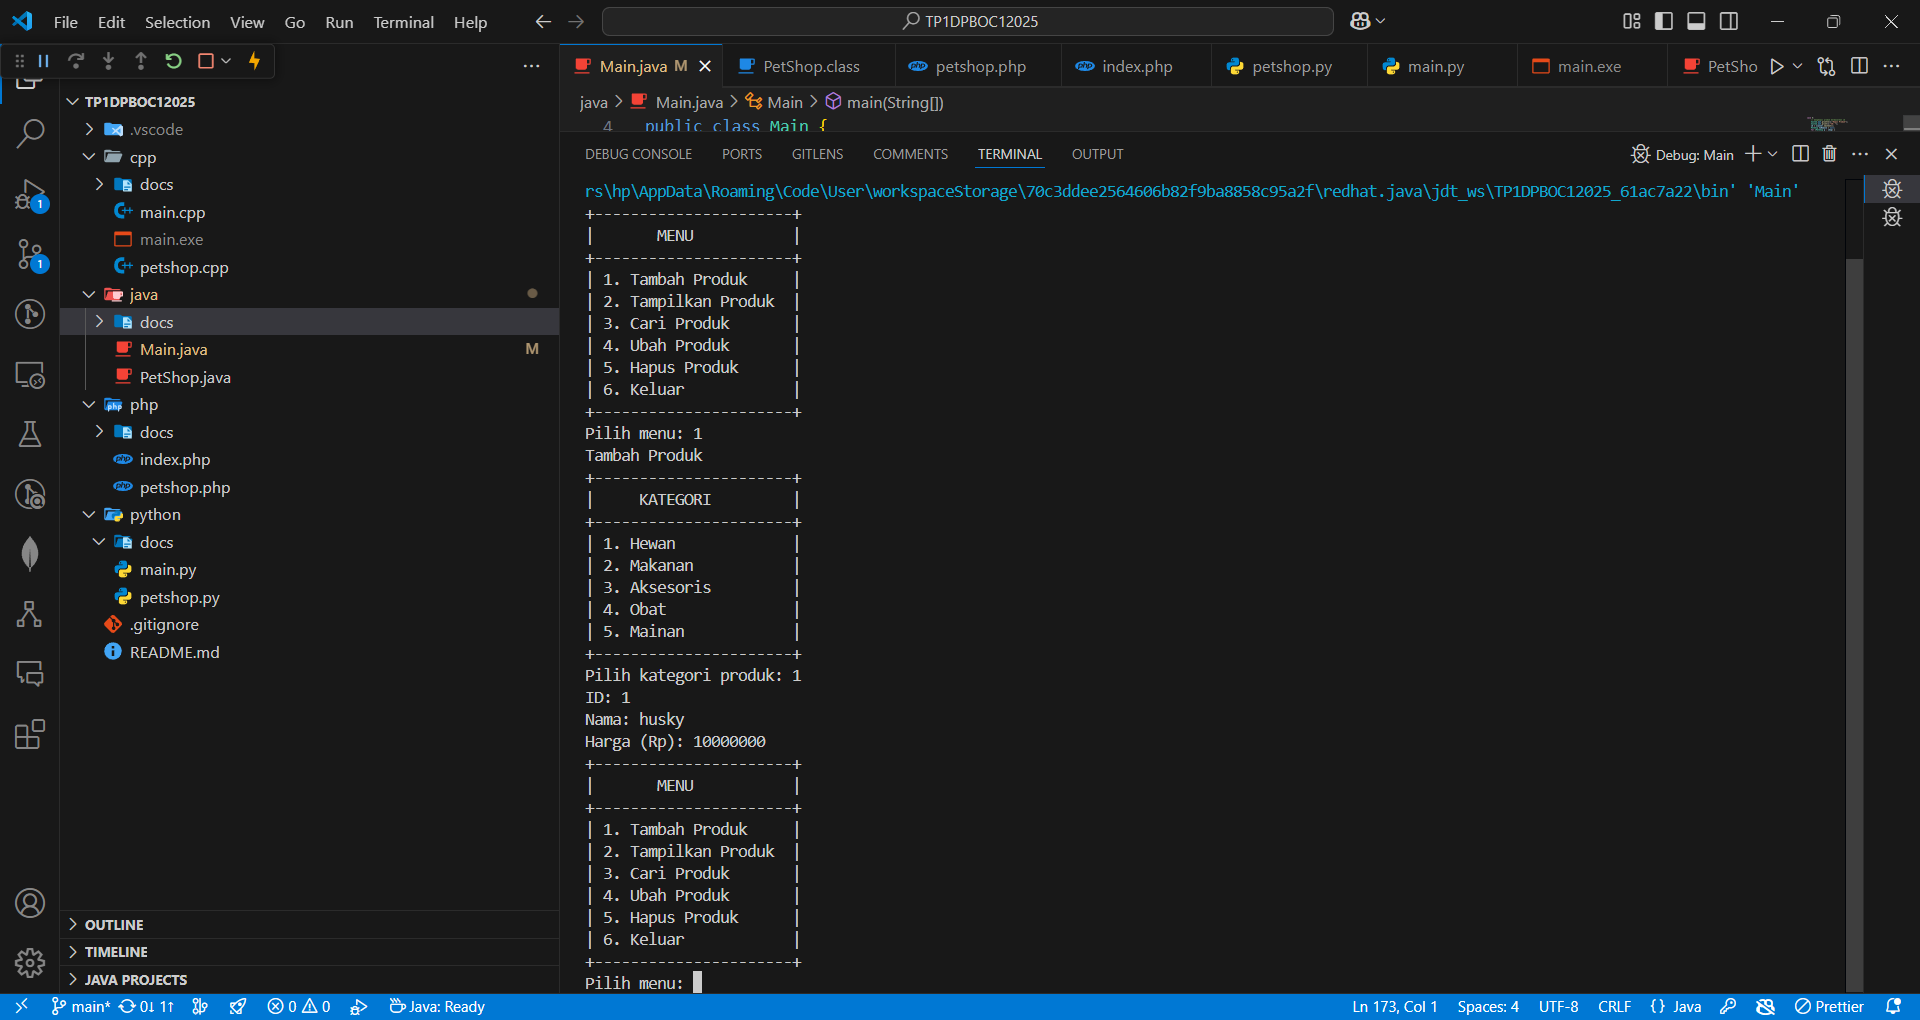 File Edit Selection View Go Run Terminal Help
TP1DPBOC12025
Main.java M
PetShop.class
petshop.php
index.php
petshop.py
main.py
main.exe
PetSho
TP1DPBOC12025
.vscode
cpp
docs
main.cpp
main.exe
petshop.cpp
java
docs
Main.java M
PetShop.java
php
docs
index.php
petshop.php
python
docs
main.py
petshop.py
.gitignore
README.md
OUTLINE
TIMELINE
JAVA PROJECTS
1
1
java > Main.java > Main > main(String[])
4 public class Main {
DEBUG CONSOLE PORTS GITLENS COMMENTS TERMINAL OUTPUT
Debug: Main
rs\hp\AppData\Roaming\Code\User\workspaceStorage\70c3ddee2564606b82f9ba8858c95a2f\redhat.java\jdt_ws\TP1DPBOC12025_61ac7a22\bin' 'Main'
+----------------------+
|       MENU           |
+----------------------+
| 1. Tambah Produk     |
| 2. Tampilkan Produk  |
| 3. Cari Produk       |
| 4. Ubah Produk       |
| 5. Hapus Produk      |
| 6. Keluar            |
+----------------------+
Pilih menu: 1
Tambah Produk
+----------------------+
|     KATEGORI         |
+----------------------+
| 1. Hewan             |
| 2. Makanan           |
| 3. Aksesoris         |
| 4. Obat              |
| 5. Mainan            |
+----------------------+
Pilih kategori produk: 1
ID: 1
Nama: husky
Harga (Rp): 10000000
+----------------------+
|       MENU           |
+----------------------+
| 1. Tambah Produk     |
| 2. Tampilkan Produk  |
| 3. Cari Produk       |
| 4. Ubah Produk       |
| 5. Hapus Produk      |
| 6. Keluar            |
+----------------------+
Pilih menu:
main* 0↓ 1↑ 0 0 Java: Ready
Ln 173, Col 1 Spaces: 4 UTF-8 CRLF {} Java Prettier